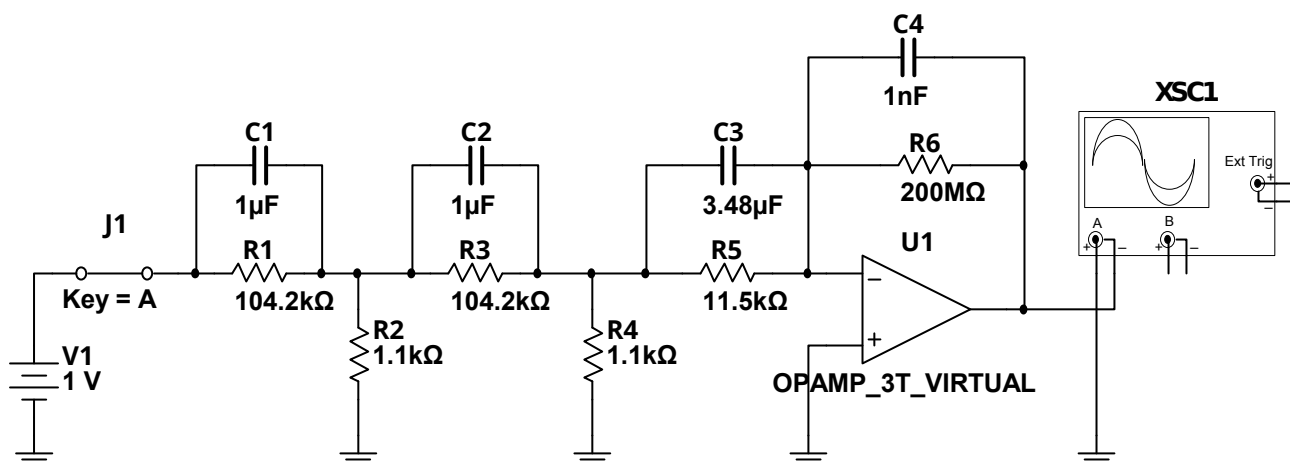 C4
1nF
XSC1
C1
C2
C3
R6
Ext Trig
+
1µF
1µF
3.48µF
200MΩ
_
J1
R1
R3
R5
U1
A
B
+
_
+
_
Key = A
104.2kΩ
104.2kΩ
11.5kΩ
R2
1.1kΩ
R4
1.1kΩ
V1
1 V
OPAMP_3T_VIRTUAL